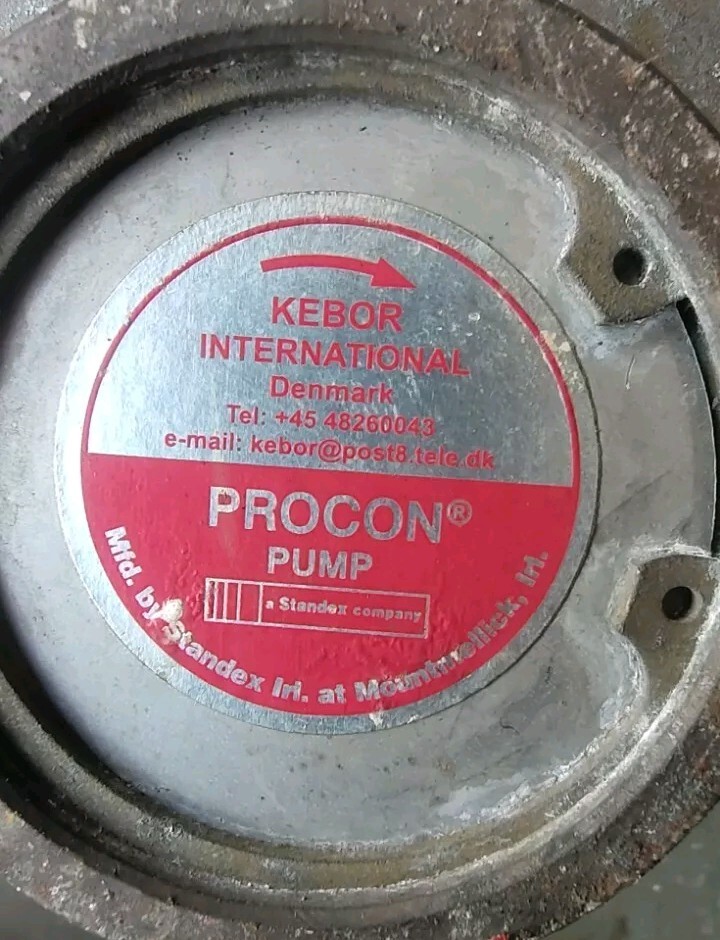 KEBOR
INTERNATIONAL
Denmark
Tel: +45 48260043
e-mail: kebor@post8.tele.dk
PROCON®
PUMP
a Standex company
Mfd. by Standex Irl. at Mountmellick, Irl.